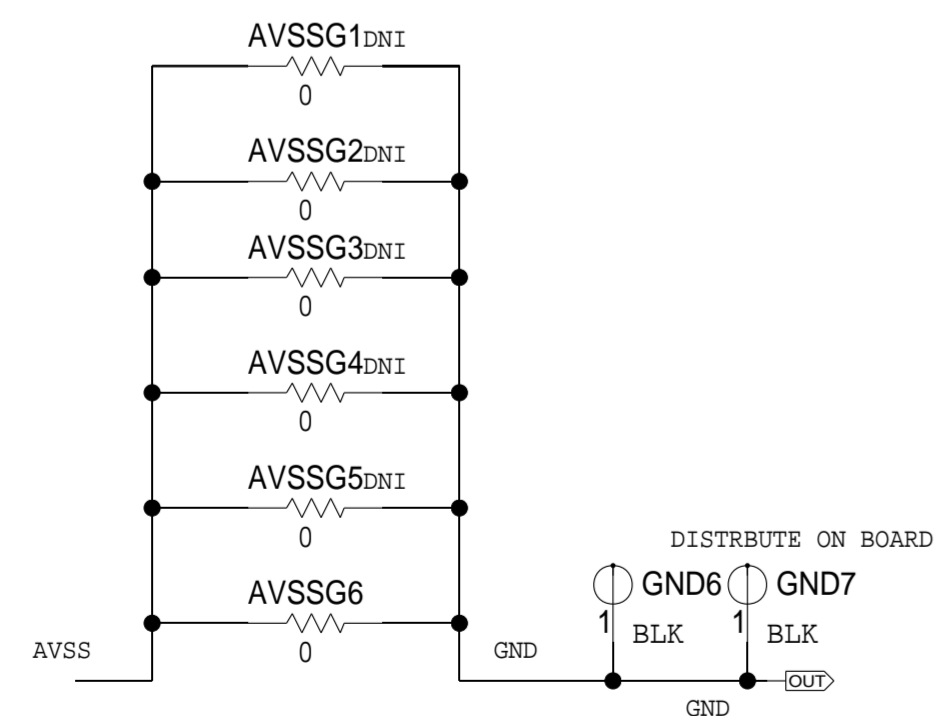 AVSSG1DNI
0
AVSSG2DNI
0
AVSSG3DNI
0
AVSSG4DNI
0
AVSSG5DNI
0
DISTRBUTE ON BOARD
AVSSG6
GND6
GND7
1
BLK
1
BLK
AVSS
0
GND
OUT
GND